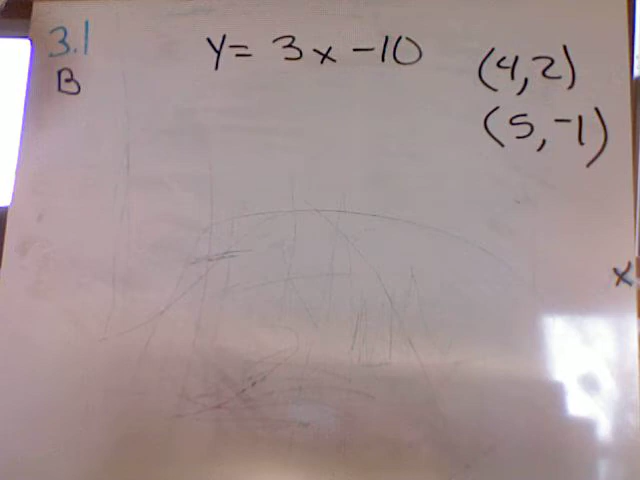 3.1
B
y = 3x - 10
(4,2)
(5,-1)
x